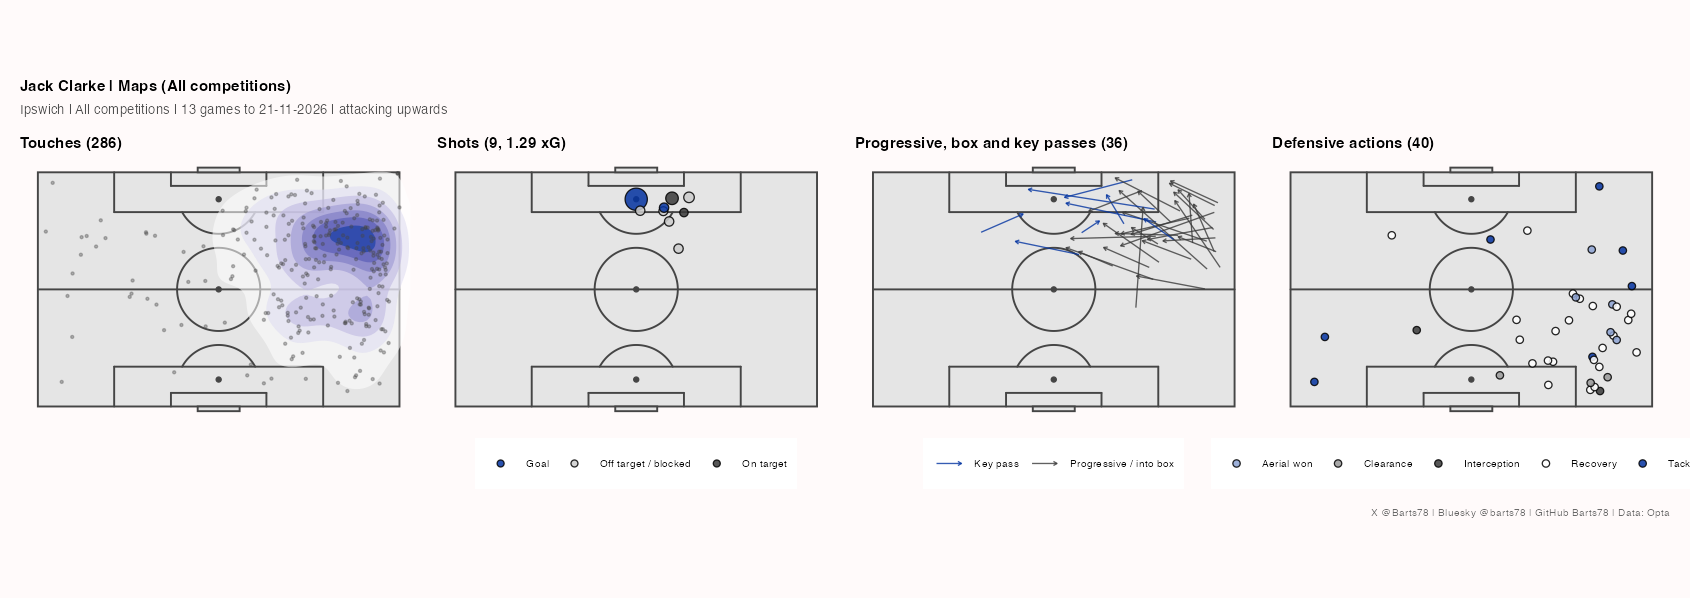 Jack Clarke | Maps (All competitions)
Ipswich | All competitions | 13 games to 21-11-2026 | attacking upwards
Touches (286)
Shots (9, 1.29 xG)
Progressive, box and key passes (36)
Defensive actions (40)
Goal
Off target / blocked
On target
Key pass
Progressive / into box
Aerial won
Clearance
Interception
Recovery
Tack
X @Barts78 | Bluesky @barts78 | GitHub Barts78 | Data: Opta